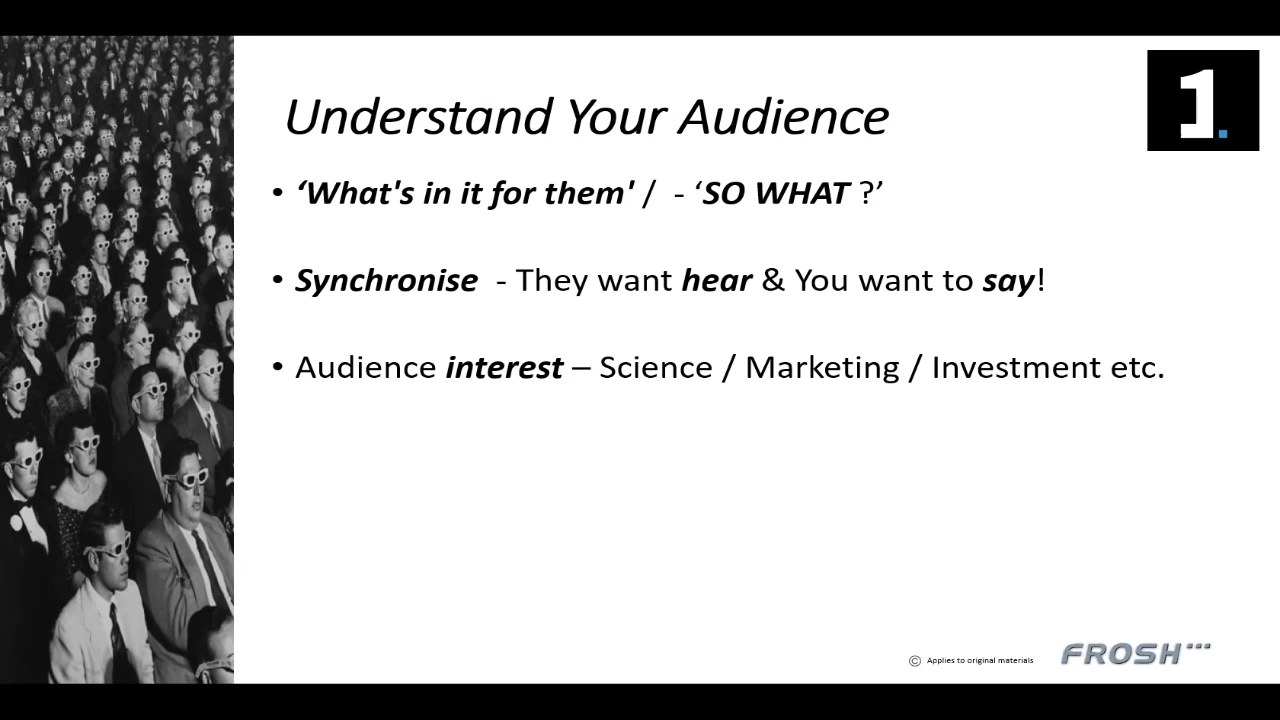 1.
Understand Your Audience
• ‘What's in it for them' /  - ‘SO WHAT ?’
• Synchronise  - They want hear & You want to say!
• Audience interest – Science / Marketing / Investment etc.
© Applies to original materials
FROSH